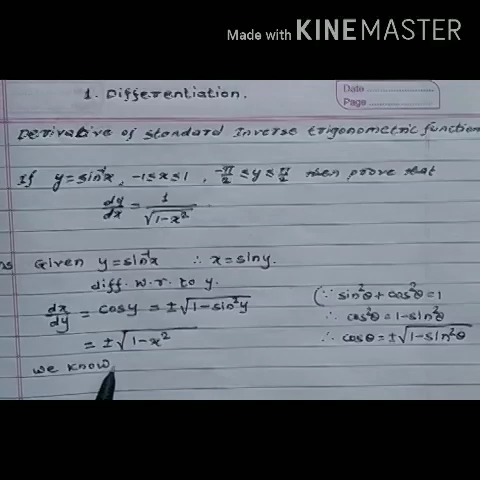 Made with KINEMASTER
1. Differentiation.
Date
Page
Derivative of standard Inverse trigonometric function
If y=sin⁻¹x, -1≤x≤1, -π/2 ≤ y ≤ π/2 then prove that
dy/dx = 1/√1-x²
ns Given y=sin⁻¹x ∴ x=siny.
diff. w.r. to y.
dx/dy = cosy = ±√1-sin²y
= ±√1-x²
(∵ sin²θ+cos²θ=1
∴ cos²θ=1-sin²θ
∴ cosθ=±√1-sin²θ
we know